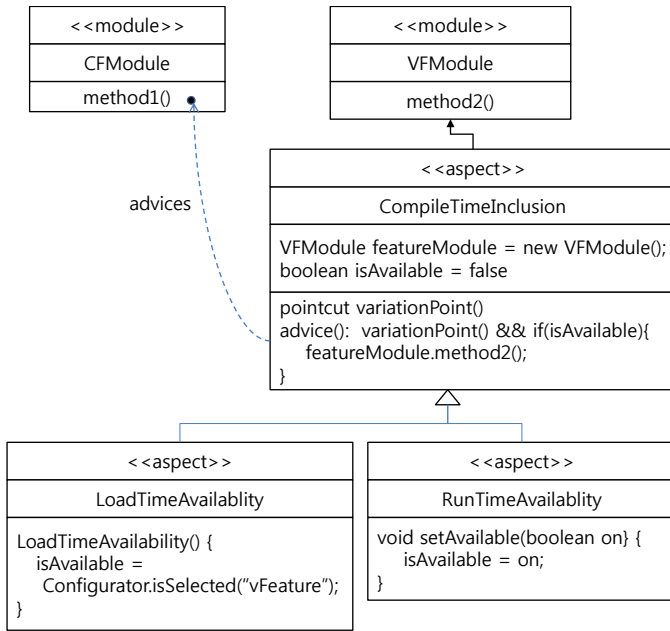 <<module>>
CFModule
method1()
<<module>>
VFModule
method2()
advices
<<aspect>>
CompileTimeInclusion
VFModule featureModule = new VFModule();
boolean isAvailable = false
pointcut variationPoint()
advice(): variationPoint() && if(isAvailable){
featureModule.method2();
}
<<aspect>>
LoadTimeAvailablity
LoadTimeAvailability() {
isAvailable =
Configurator.isSelected(“vFeature”);
}
<<aspect>>
RunTimeAvailablity
void setAvailable(boolean on} {
isAvailable = on;
}